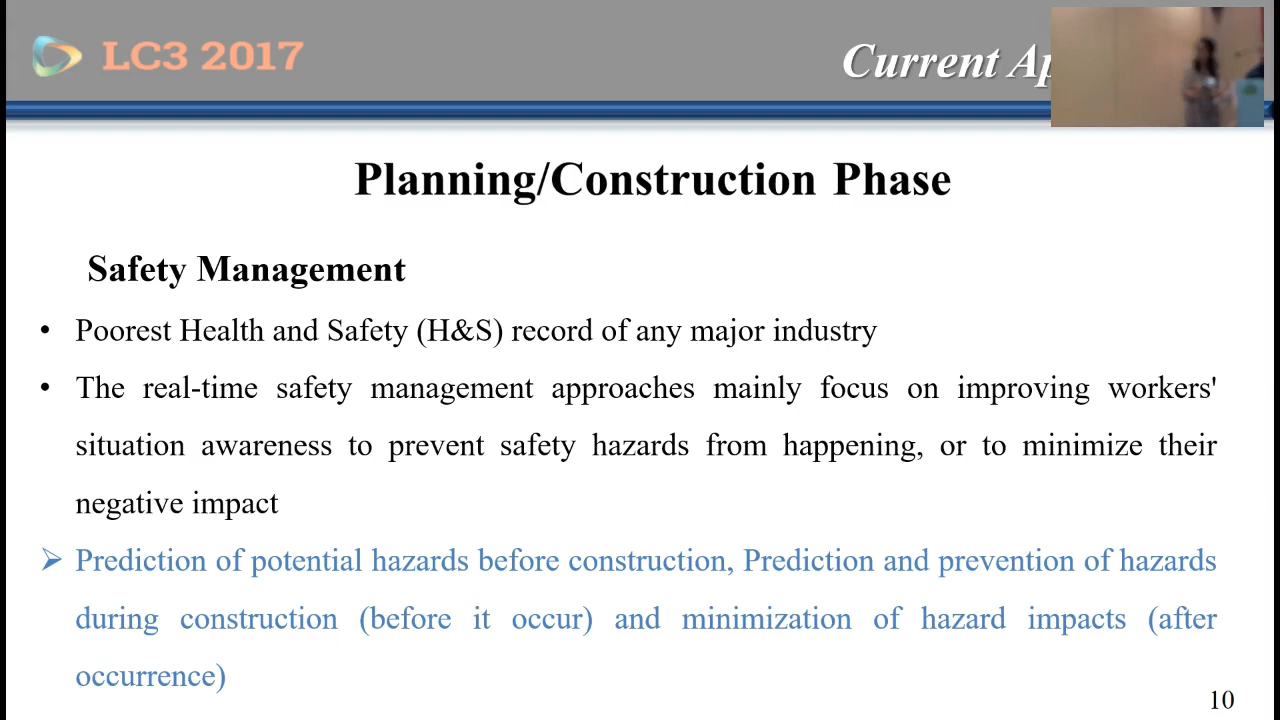 LC3 2017
Current
Planning/Construction Phase
Safety Management
• Poorest Health and Safety (H&S) record of any major industry
• The real-time safety management approaches mainly focus on improving workers'
situation awareness to prevent safety hazards from happening, or to minimize their
negative impact
➢ Prediction of potential hazards before construction, Prediction and prevention of hazards
during construction (before it occur) and minimization of hazard impacts (after
occurrence)
10